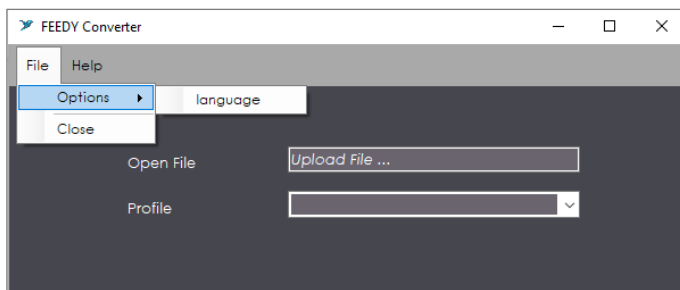 FEEDY Converter
File Help
Options language
Close
Open File Upload File ...
Profile